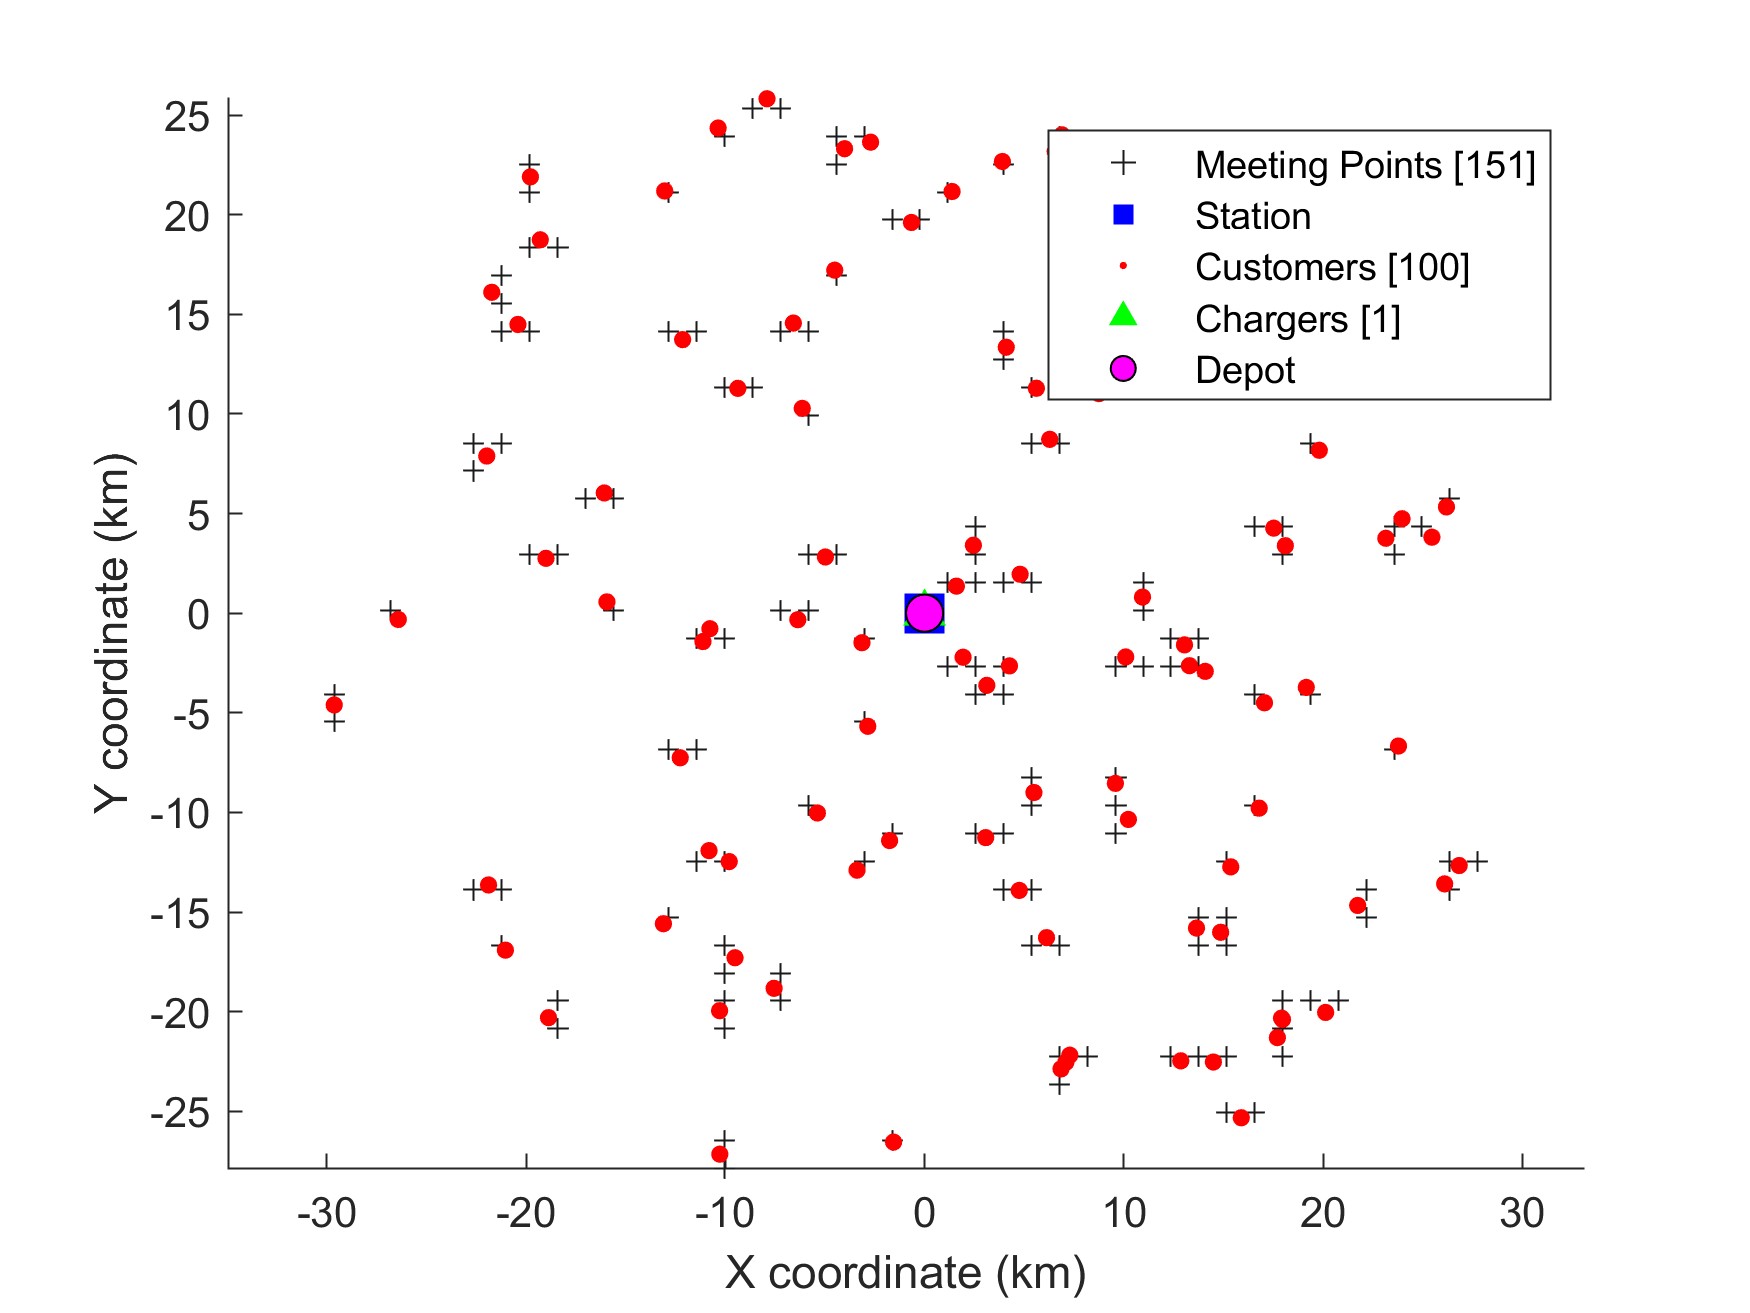 25
20
15
10
5
0
-5
-10
-15
-20
-25
Y coordinate (km)
Meeting Points [151]
Station
Customers [100]
Chargers [1]
Depot
-30 -20 -10 0 10 20 30
X coordinate (km)